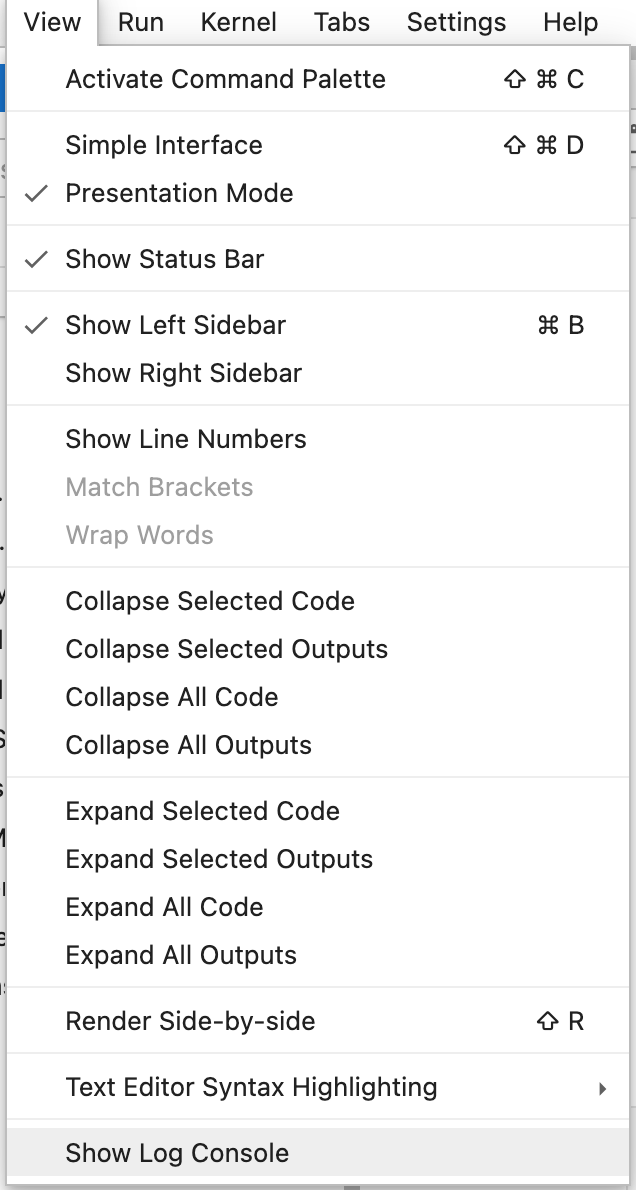 View Run Kernel Tabs Settings Help
Activate Command Palette ⇧ ⌘ C
Simple Interface ⇧ ⌘ D
Presentation Mode
Show Status Bar
Show Left Sidebar ⌘ B
Show Right Sidebar
Show Line Numbers
Match Brackets
Wrap Words
Collapse Selected Code
Collapse Selected Outputs
Collapse All Code
Collapse All Outputs
Expand Selected Code
Expand Selected Outputs
Expand All Code
Expand All Outputs
Render Side-by-side ⇧ R
Text Editor Syntax Highlighting
Show Log Console